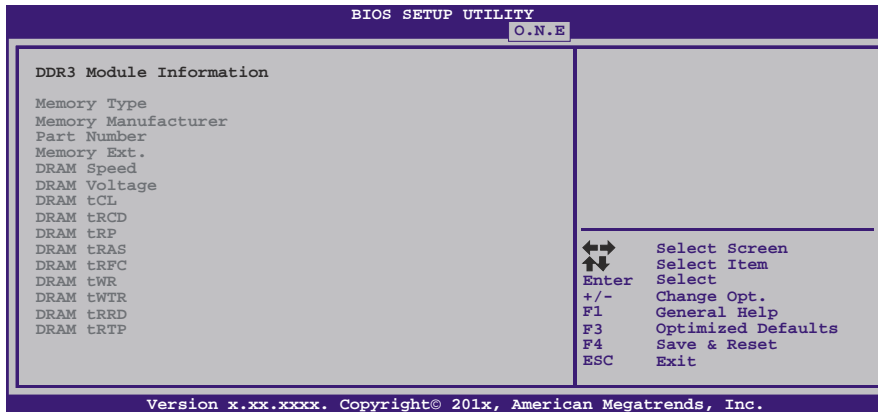 BIOS SETUP UTILITY
O.N.E
DDR3 Module Information
Memory Type
Memory Manufacturer
Part Number
Memory Ext.
DRAM Speed
DRAM Voltage
DRAM tCL
DRAM tRCD
DRAM tRP
DRAM tRAS
DRAM tRFC
DRAM tWR
DRAM tWTR
DRAM tRRD
DRAM tRTP
Select Screen
Select Item
Enter Select
+/- Change Opt.
F1 General Help
F3 Optimized Defaults
F4 Save & Reset
ESC Exit
Version x.xx.xxxx. Copyright© 201x, American Megatrends, Inc.